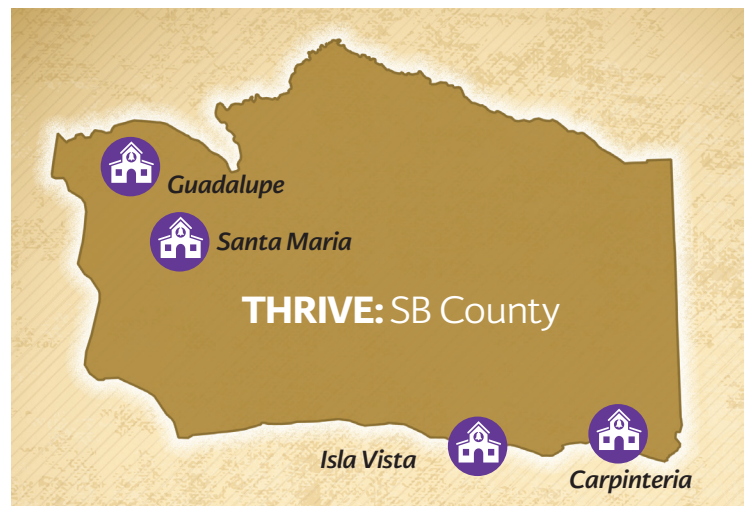 Guadalupe
Santa Maria
THRIVE: SB County
Isla Vista
Carpinteria